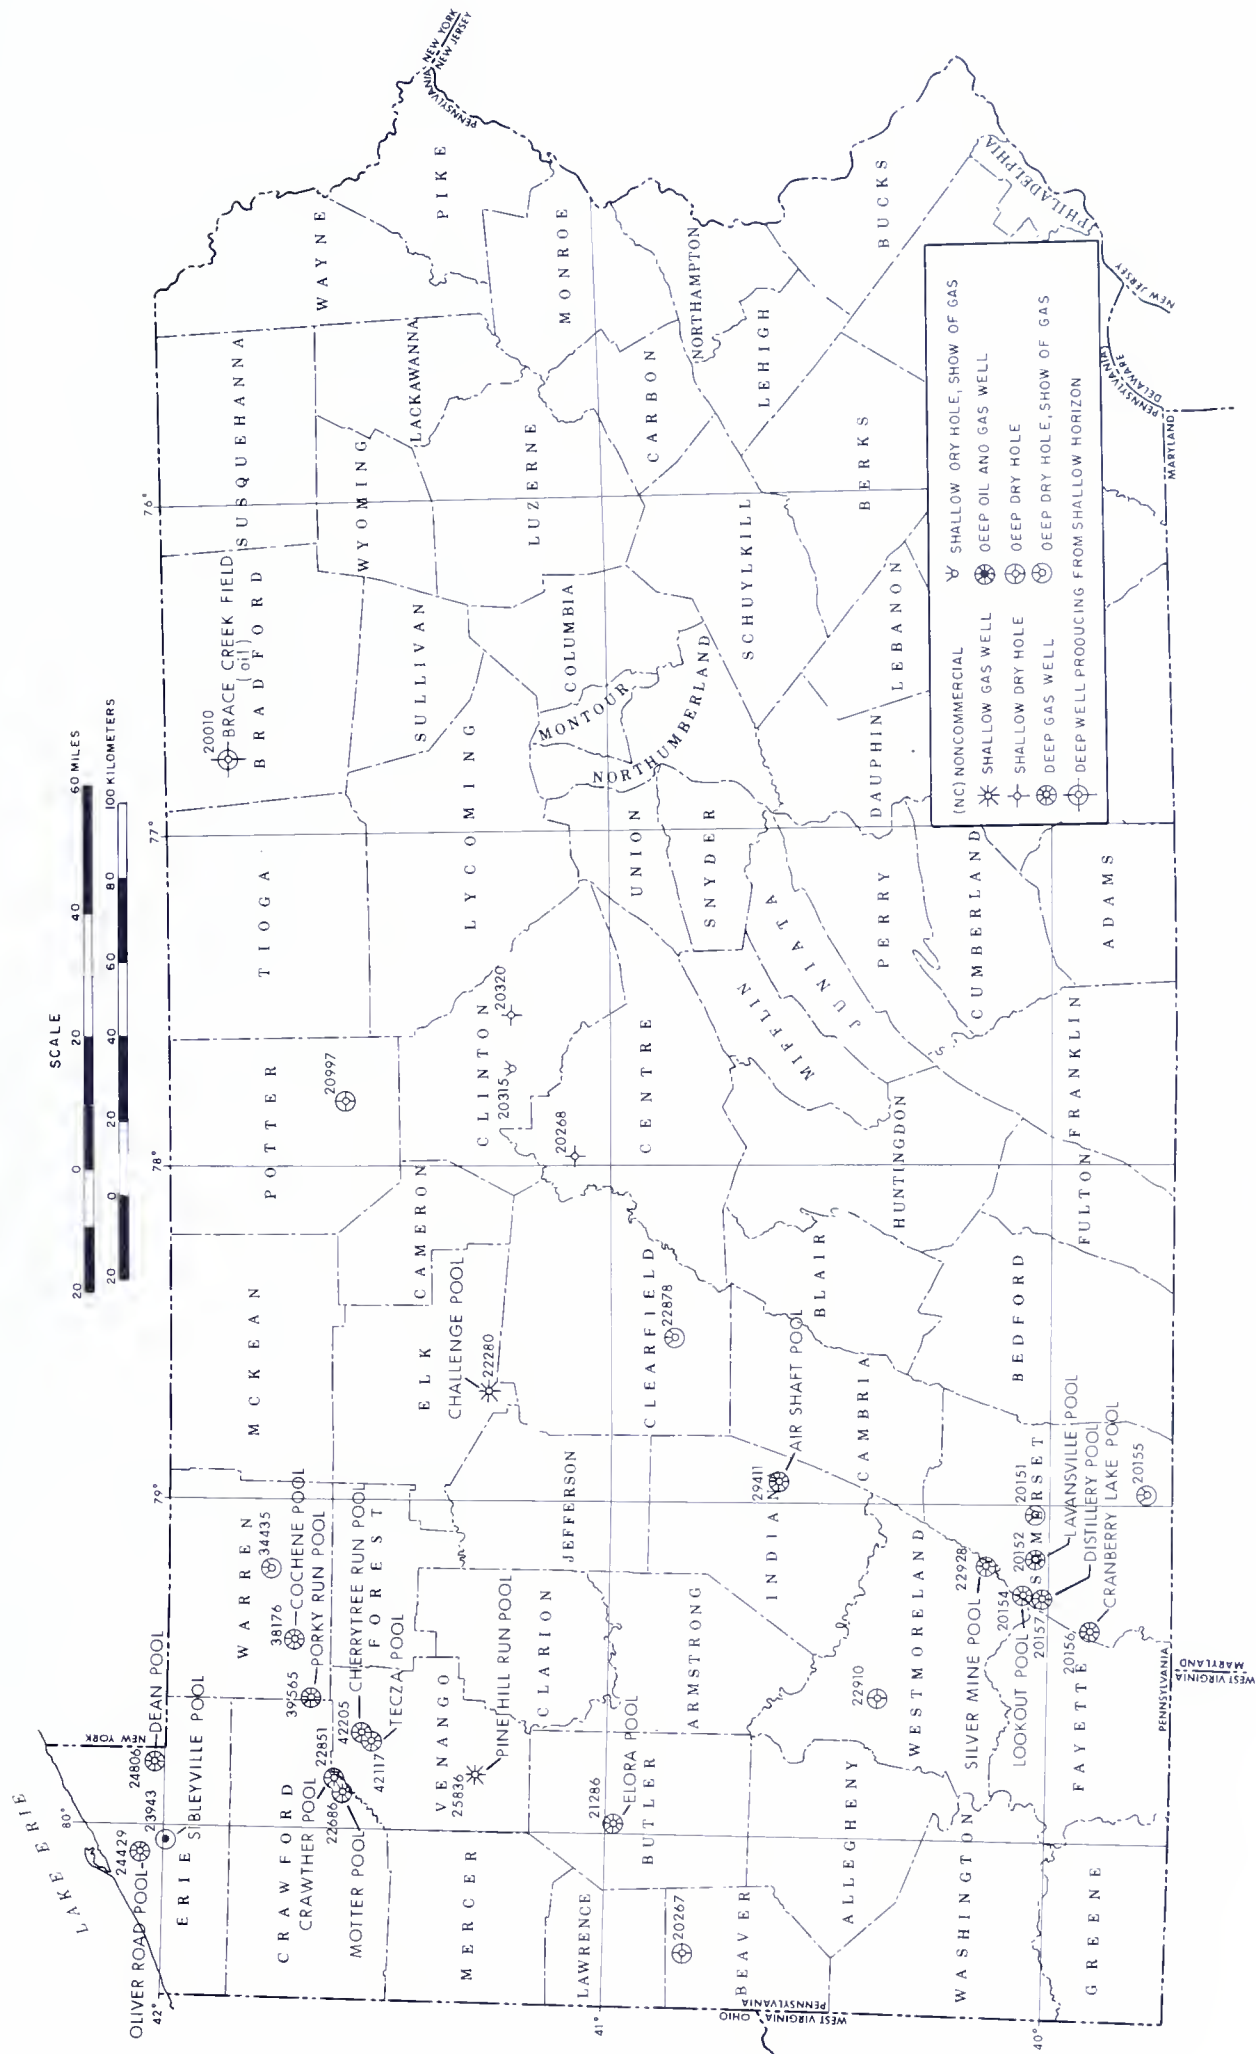 SCALE
20 0 20 40 60 MILES
20 0 20 40 60 80 100 KILOMETERS
LAKE ERIE
80°
79°
78°
77°
76°
42°
41°
40°
NEW YORK
NEW YORK
NEW JERSEY
PENNSYLVANIA
OLIVER ROAD POOL
24429
23943
SIBLEYVILLE POOL
24806
DEAN POOL
ERIE
CRAWFORD
CRAWTHER POOL
22851
22686
MOTTER POOL
WARREN
34435
38176
COCHENE POOL
39565
PORKY RUN POOL
42205
CHERRYTREE RUN POOL
FOREST
42117
TECZA POOL
VENANGO
25836
PINE HILL RUN POOL
MERCER
MCKEAN
ELK
CAMERON
CHALLENGE POOL
22280
POTTER
20997
TIOGA
20010
BRACE CREEK FIELD
(oil)
BRADFORD
SUSQUEHANNA
WAYNE
WYOMING
LACKAWANNA
PIKE
SULLIVAN
LYCOMING
CLINTON
20315
20320
20268
CENTRE
CLEARFIELD
22878
JEFFERSON
CLARION
LAWRENCE
BUTLER
21286
ELORA POOL
ARMSTRONG
INDIANA
29411
AIR SHAFT POOL
BEAVER
20267
ALLEGHENY
WESTMORELAND
22910
CAMBRIA
BLAIR
HUNTINGDON
MIFFLIN
JUNIATA
UNION
SNYDER
NORTHUMBERLAND
MONTOUR
COLUMBIA
LUZERNE
MONROE
CARBON
NORTHAMPTON
LEHIGH
SCHUYLKILL
BERKS
BUCKS
PHILADELPHIA
LEBANON
DAUPHIN
PERRY
CUMBERLAND
ADAMS
FRANKLIN
FULTON
BEDFORD
SOMERSET
20151
20152
LAVANSVILLE POOL
DISTILLERY POOL
CRANBERRY LAKE POOL
20155
22928
SILVER MINE POOL
20154
LOOKOUT POOL
20157
20156
FAYETTE
WASHINGTON
GREENE
(NC) NONCOMMERCIAL
SHALLOW GAS WELL
SHALLOW DRY HOLE
DEEP GAS WELL
DEEP WELL PRODUCING FROM SHALLOW HORIZON
SHALLOW DRY HOLE, SHOW OF GAS
DEEP OIL AND GAS WELL
DEEP DRY HOLE
DEEP DRY HOLE, SHOW OF GAS
PENNSYLVANIA
OHIO
WEST VIRGINIA
PENNSYLVANIA
WEST VIRGINIA
MARYLAND
MARYLAND
PENNSYLVANIA
DELAWARE
NEW JERSEY